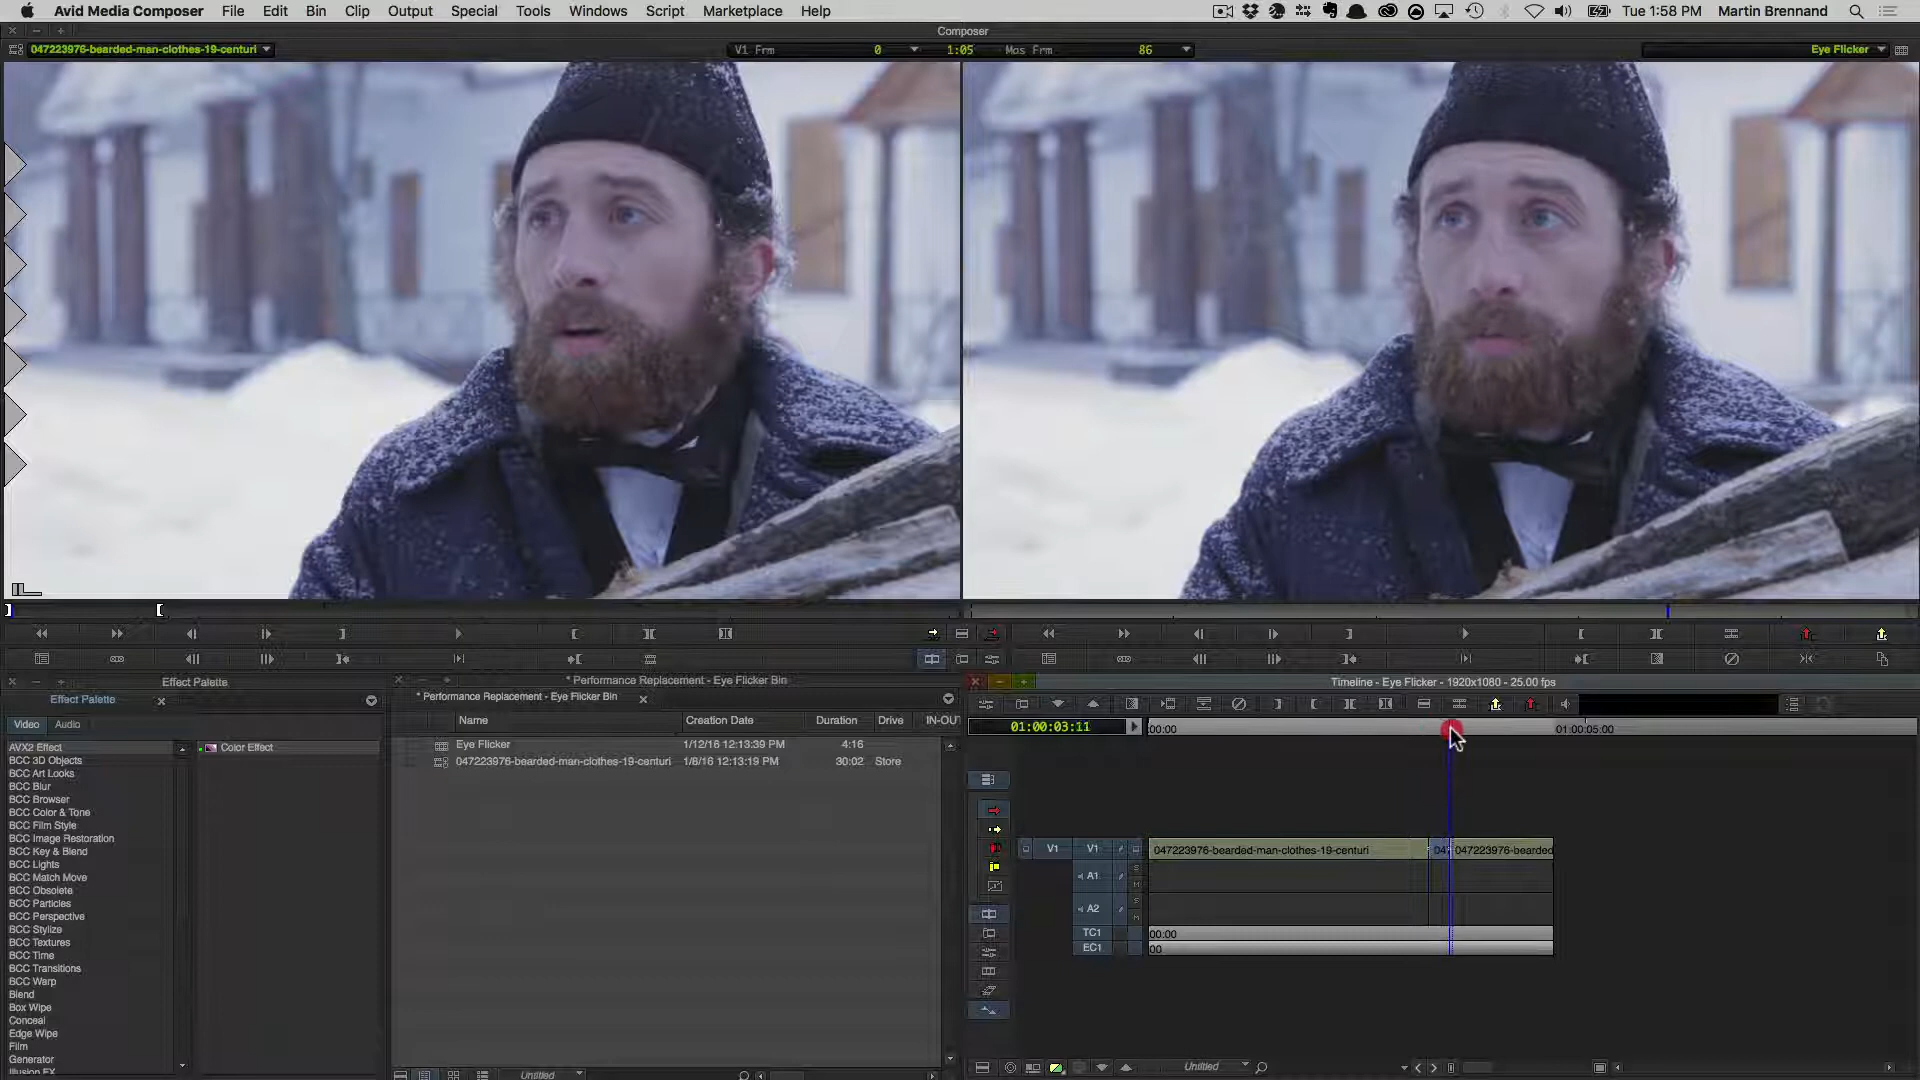 Avid Media Composer File Edit Bin Clip Output Special Tools Windows Script Marketplace Help Tue 1:58 PM Martin Brennand
Composer
047223976-bearded-man-clothes-19-centuri V1 Frm 0 1:05 Mas Frm 86 Eye Flicker
Effect Palette
Effect Palette
Video Audio
AVX2 Effect
BCC 3D Objects
BCC Art Looks
BCC Blur
BCC Browser
BCC Color & Tone
BCC Film Style
BCC Image Restoration
BCC Key & Blend
BCC Lights
BCC Match Move
BCC Obsolete
BCC Particles
BCC Perspective
BCC Stylize
BCC Textures
BCC Time
BCC Transitions
BCC Warp
Blend
Box Wipe
Conceal
Edge Wipe
Film
Generator
Illusion FX
Color Effect
* Performance Replacement - Eye Flicker Bin
* Performance Replacement - Eye Flicker Bin
Name Creation Date Duration Drive IN-OU
Eye Flicker 1/12/16 12:13:39 PM 4:16
047223976-bearded-man-clothes-19-centuri 1/8/16 12:13:19 PM 30:02 Store
Untitled
Timeline - Eye Flicker - 1920x1080 - 25.00 fps
01:00:03:11 00:00 01:00:05:00
V1 V1 047223976-bearded-man-clothes-19-centuri 047 047223976-bearded
S
A1 M
S
A2 M
TC1 00:00
EC1 00
Untitled